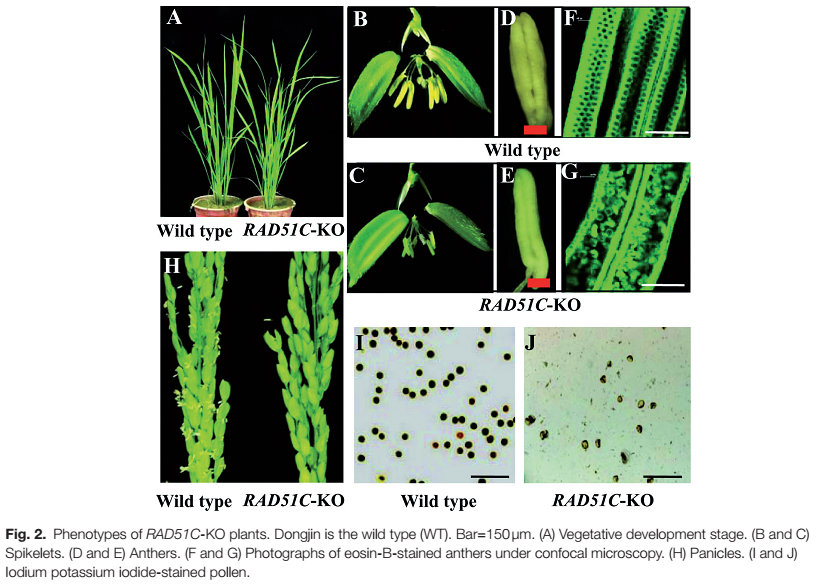 A
B
D
F
Wild type
C
E
G
Wild type RAD51C-KO
RAD51C-KO
H
I
J
Wild type RAD51C-KO
Wild type
RAD51C-KO
Fig. 2. Phenotypes of RAD51C-KO plants. Dongjin is the wild type (WT). Bar=150 µm. (A) Vegetative development stage. (B and C)
Spikelets. (D and E) Anthers. (F and G) Photographs of eosin-B-stained anthers under confocal microscopy. (H) Panicles. (I and J)
Iodium potassium iodide-stained pollen.